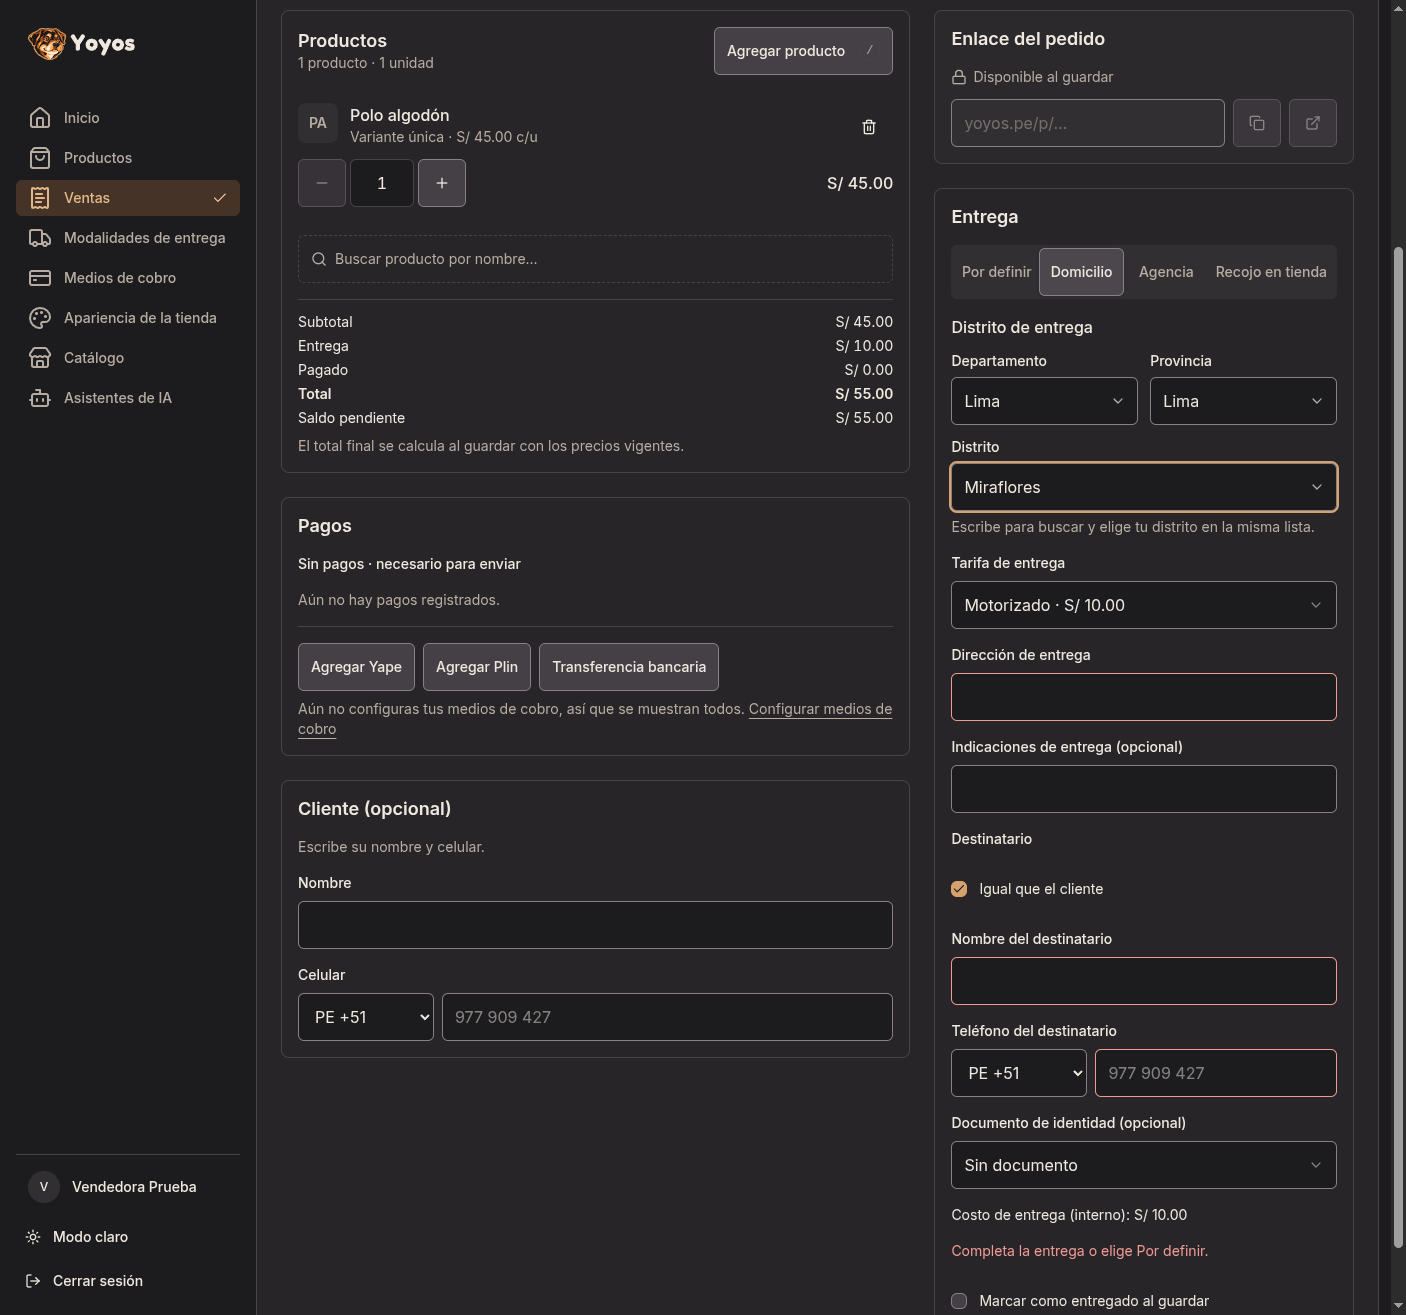 Yoyos
Inicio
Productos
Ventas
Modalidades de entrega
Medios de cobro
Apariencia de la tienda
Catálogo
Asistentes de IA
V
Vendedora Prueba
Modo claro
Cerrar sesión
Productos
1 producto · 1 unidad
Agregar producto /
PA
Polo algodón
Variante única · S/ 45.00 c/u
1
S/ 45.00
Buscar producto por nombre...
Subtotal S/ 45.00
Entrega S/ 10.00
Pagado S/ 0.00
Total S/ 55.00
Saldo pendiente S/ 55.00
El total final se calcula al guardar con los precios vigentes.
Pagos
Sin pagos · necesario para enviar
Aún no hay pagos registrados.
Agregar Yape Agregar Plin Transferencia bancaria
Aún no configuras tus medios de cobro, así que se muestran todos. Configurar medios de
cobro
Cliente (opcional)
Escribe su nombre y celular.
Nombre
Celular
PE +51 977 909 427
Enlace del pedido
Disponible al guardar
yoyos.pe/p/...
Entrega
Por definir Domicilio Agencia Recojo en tienda
Distrito de entrega
Departamento Provincia
Lima Lima
Distrito
Miraflores
Escribe para buscar y elige tu distrito en la misma lista.
Tarifa de entrega
Motorizado · S/ 10.00
Dirección de entrega
Indicaciones de entrega (opcional)
Destinatario
Igual que el cliente
Nombre del destinatario
Teléfono del destinatario
PE +51 977 909 427
Documento de identidad (opcional)
Sin documento
Costo de entrega (interno): S/ 10.00
Completa la entrega o elige Por definir.
Marcar como entregado al guardar